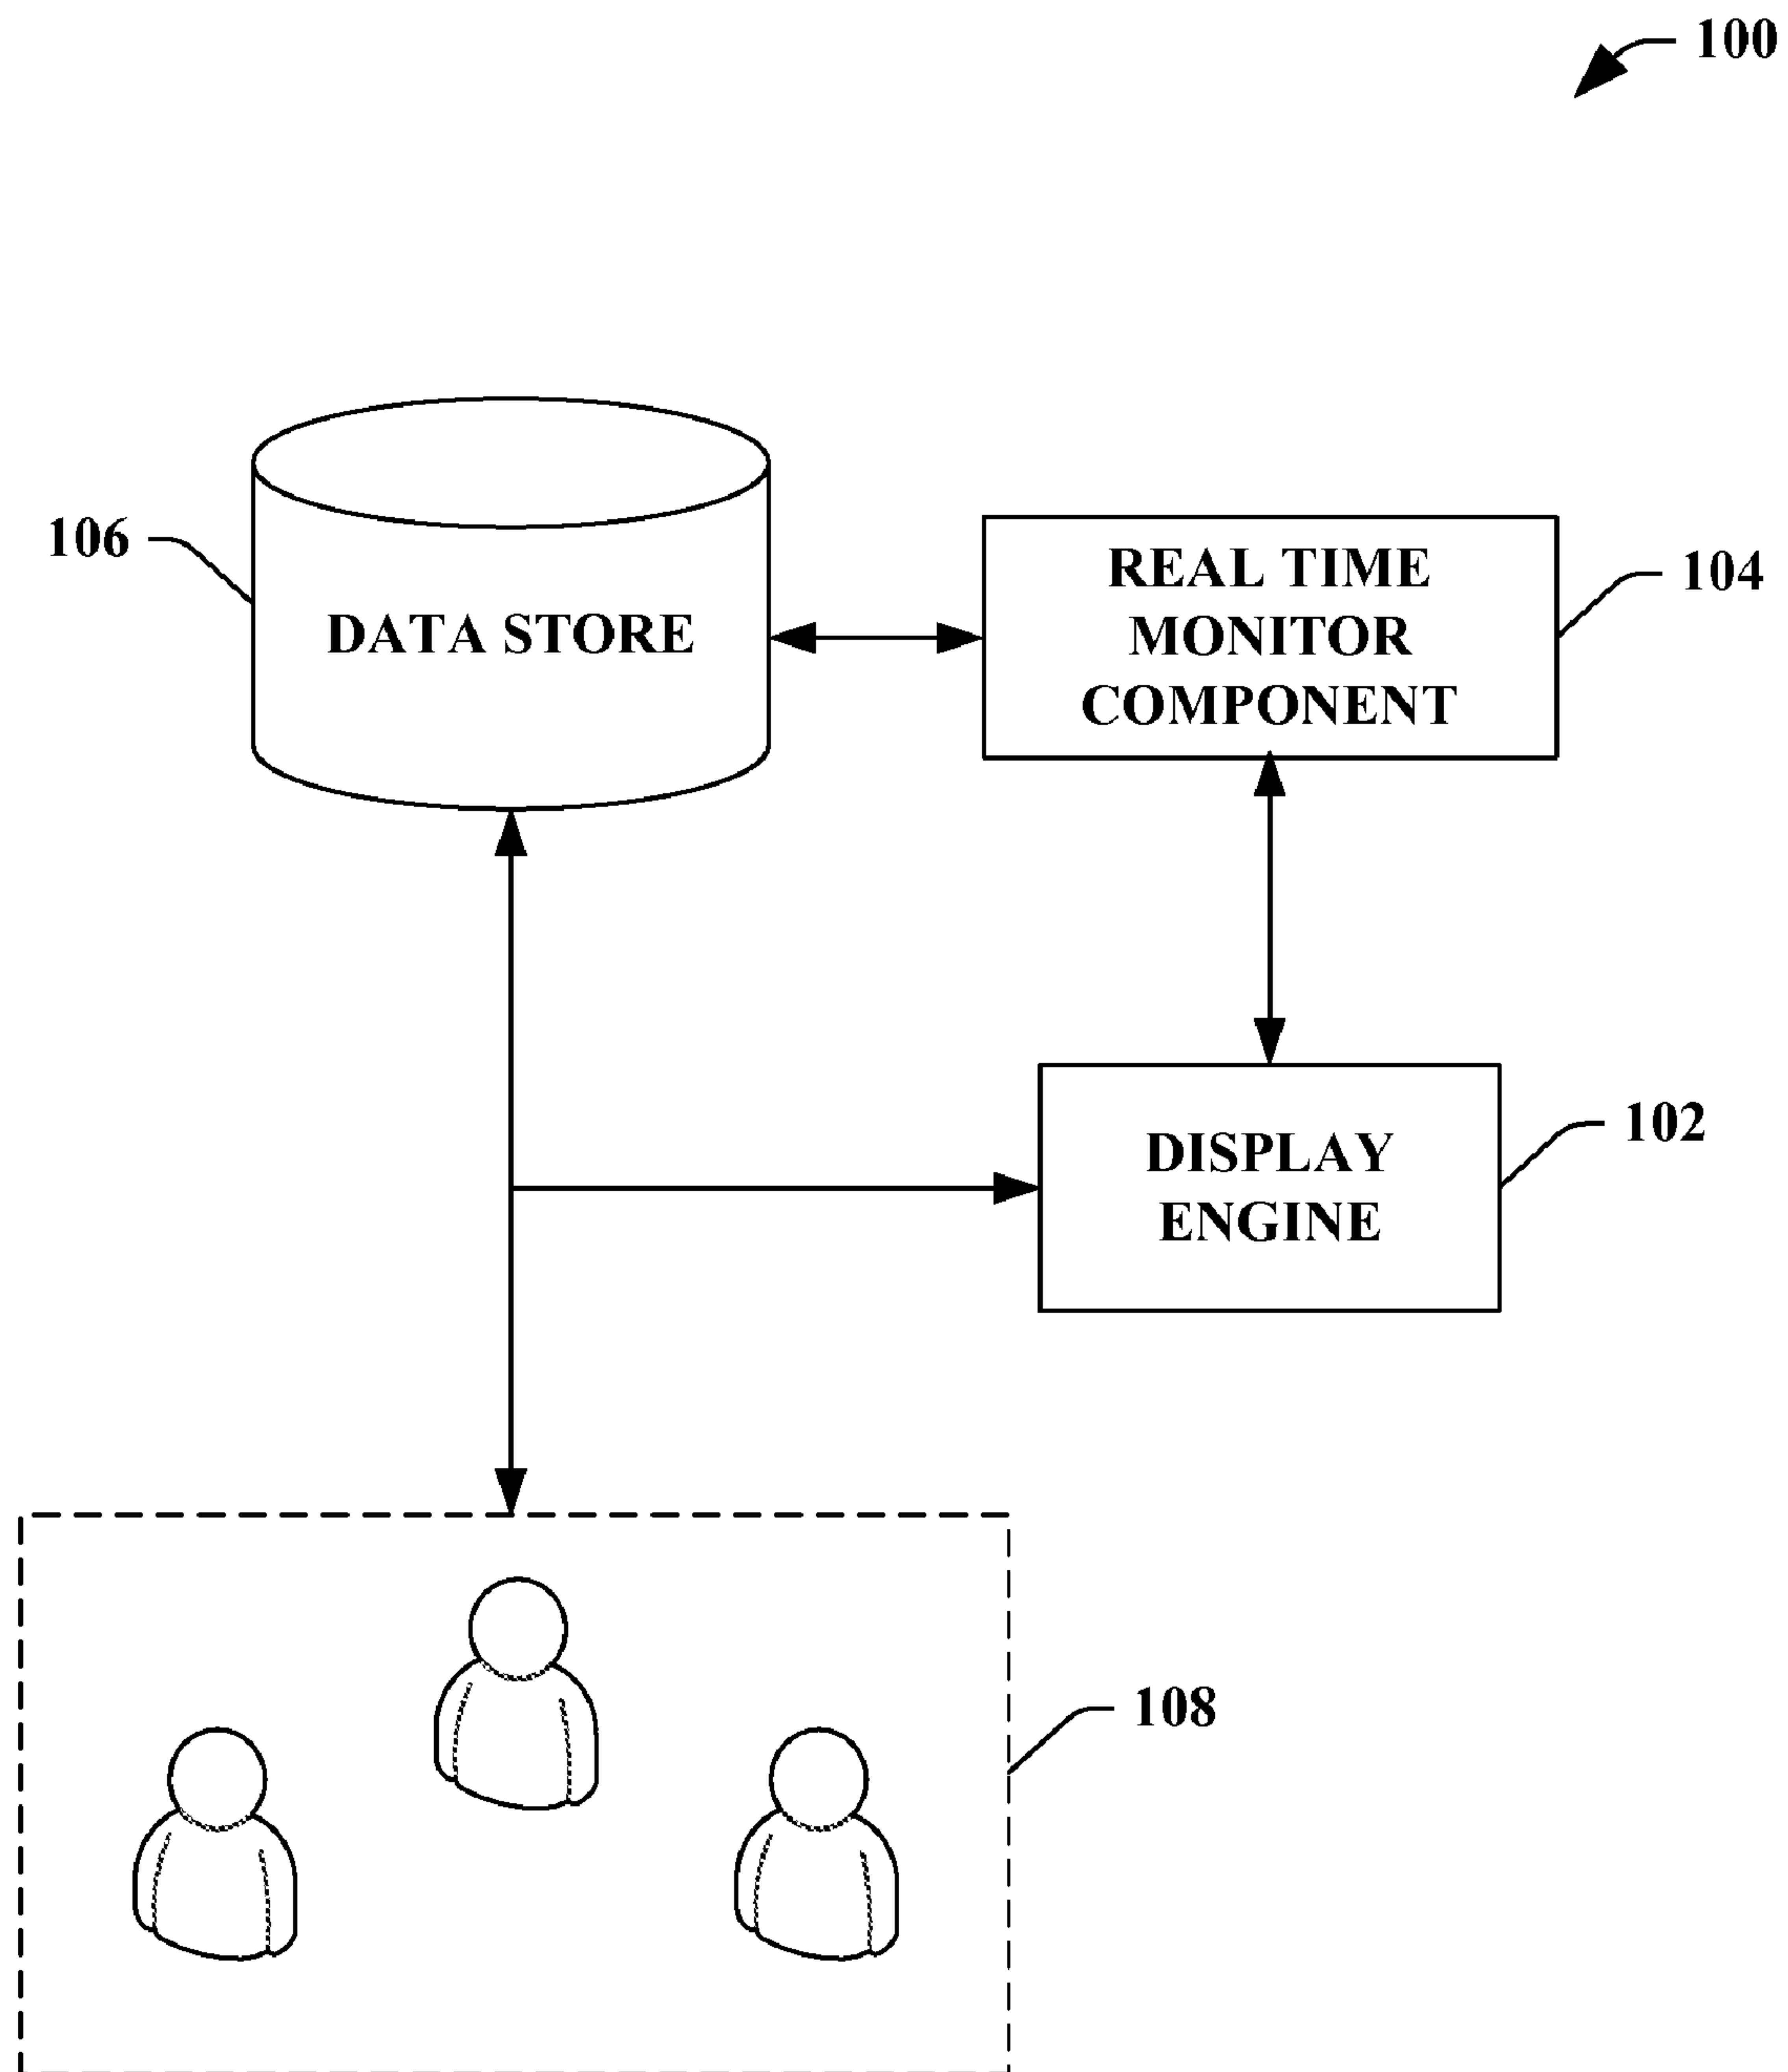 100
106
DATA STORE
REAL TIME
MONITOR
COMPONENT
104
DISPLAY
ENGINE
102
108